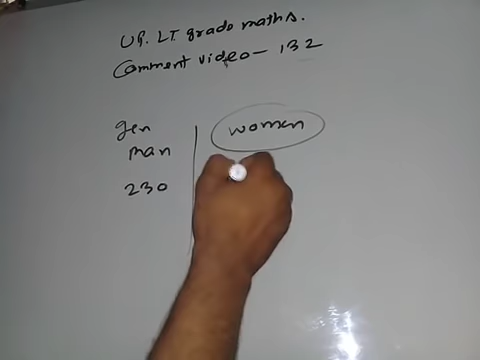 UP. LT grade maths.
Comment video - 132
gen
man
women
230